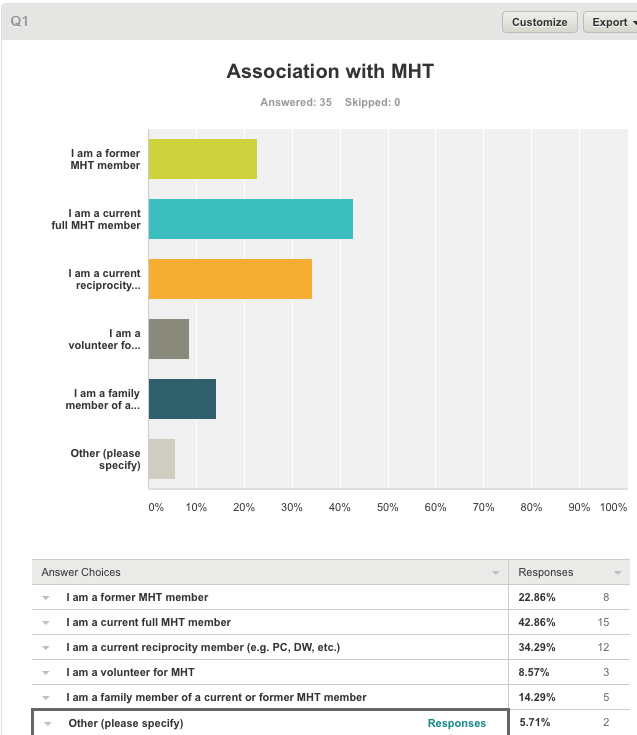 Q1
Customize
Export
Association with MHT
Answered: 35 Skipped: 0
I am a former
MHT member
I am a current
full MHT member
I am a current
reciprocity...
I am a
volunteer fo...
I am a family
member of a...
Other (please
specify)
0% 10% 20% 30% 40% 50% 60% 70% 80% 90% 100%
Answer Choices Responses
I am a former MHT member 22.86% 8
I am a current full MHT member 42.86% 15
I am a current reciprocity member (e.g. PC, DW, etc.) 34.29% 12
I am a volunteer for MHT 8.57% 3
I am a family member of a current or former MHT member 14.29% 5
Other (please specify) Responses 5.71% 2